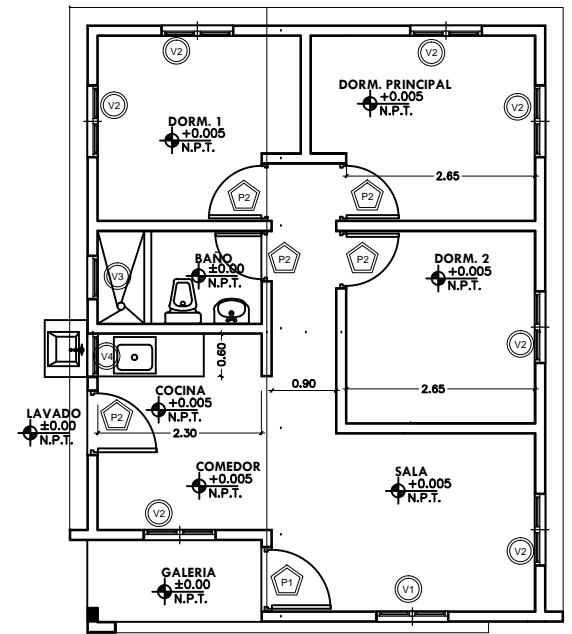 V2
V2
DORM. PRINCIPAL
+0.005
N.P.T.
V2
V2
DORM. 1
+0.005
N.P.T.
2.65
P2
P2
BAÑO
±0.00
N.P.T.
P2
P2
DORM. 2
+0.005
N.P.T.
V3
V2
V4
0.60
COCINA
+0.005
N.P.T.
0.90
2.65
LAVADO
±0.00
N.P.T.
P2
2.30
COMEDOR
+0.005
N.P.T.
SALA
+0.005
N.P.T.
V2
V2
GALERIA
±0.00
N.P.T.
P1
V1